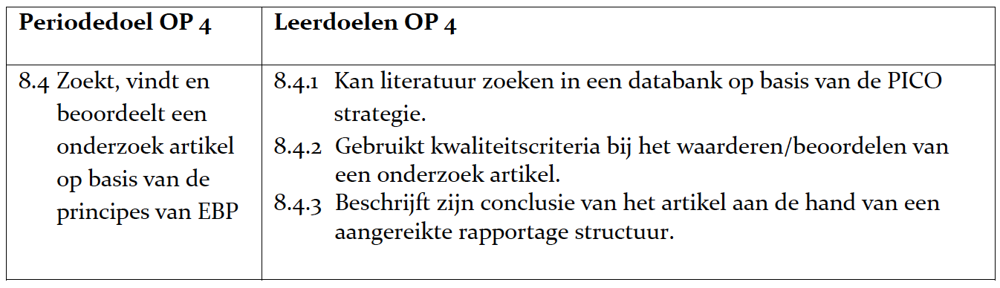 Periodedoel OP 4
Leerdoelen OP 4
8.4 Zoekt, vindt en
beoordeelt een
onderzoek artikel
op basis van de
principes van EBP
8.4.1 Kan literatuur zoeken in een databank op basis van de PICO
strategie.
8.4.2 Gebruikt kwaliteitscriteria bij het waarderen/beoordelen van
een onderzoek artikel.
8.4.3 Beschrijft zijn conclusie van het artikel aan de hand van een
aangereikte rapportage structuur.